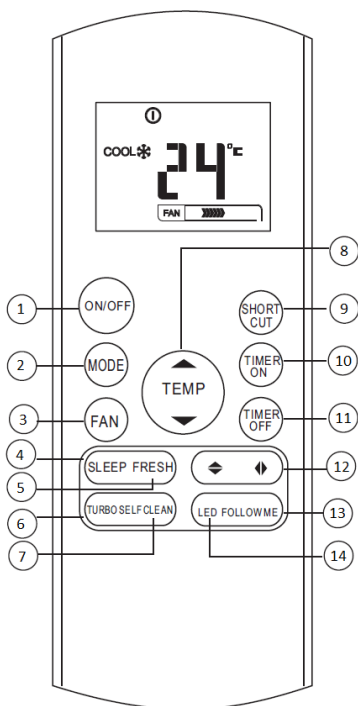 COOL 24°C
FAN
8
1 ON/OFF SHORT CUT 9
2 MODE TEMP TIMER ON 10
3 FAN TIMER OFF 11
4 SLEEP FRESH 12
5
6 TURBO SELF CLEAN LED FOLLOW ME 13
7 14